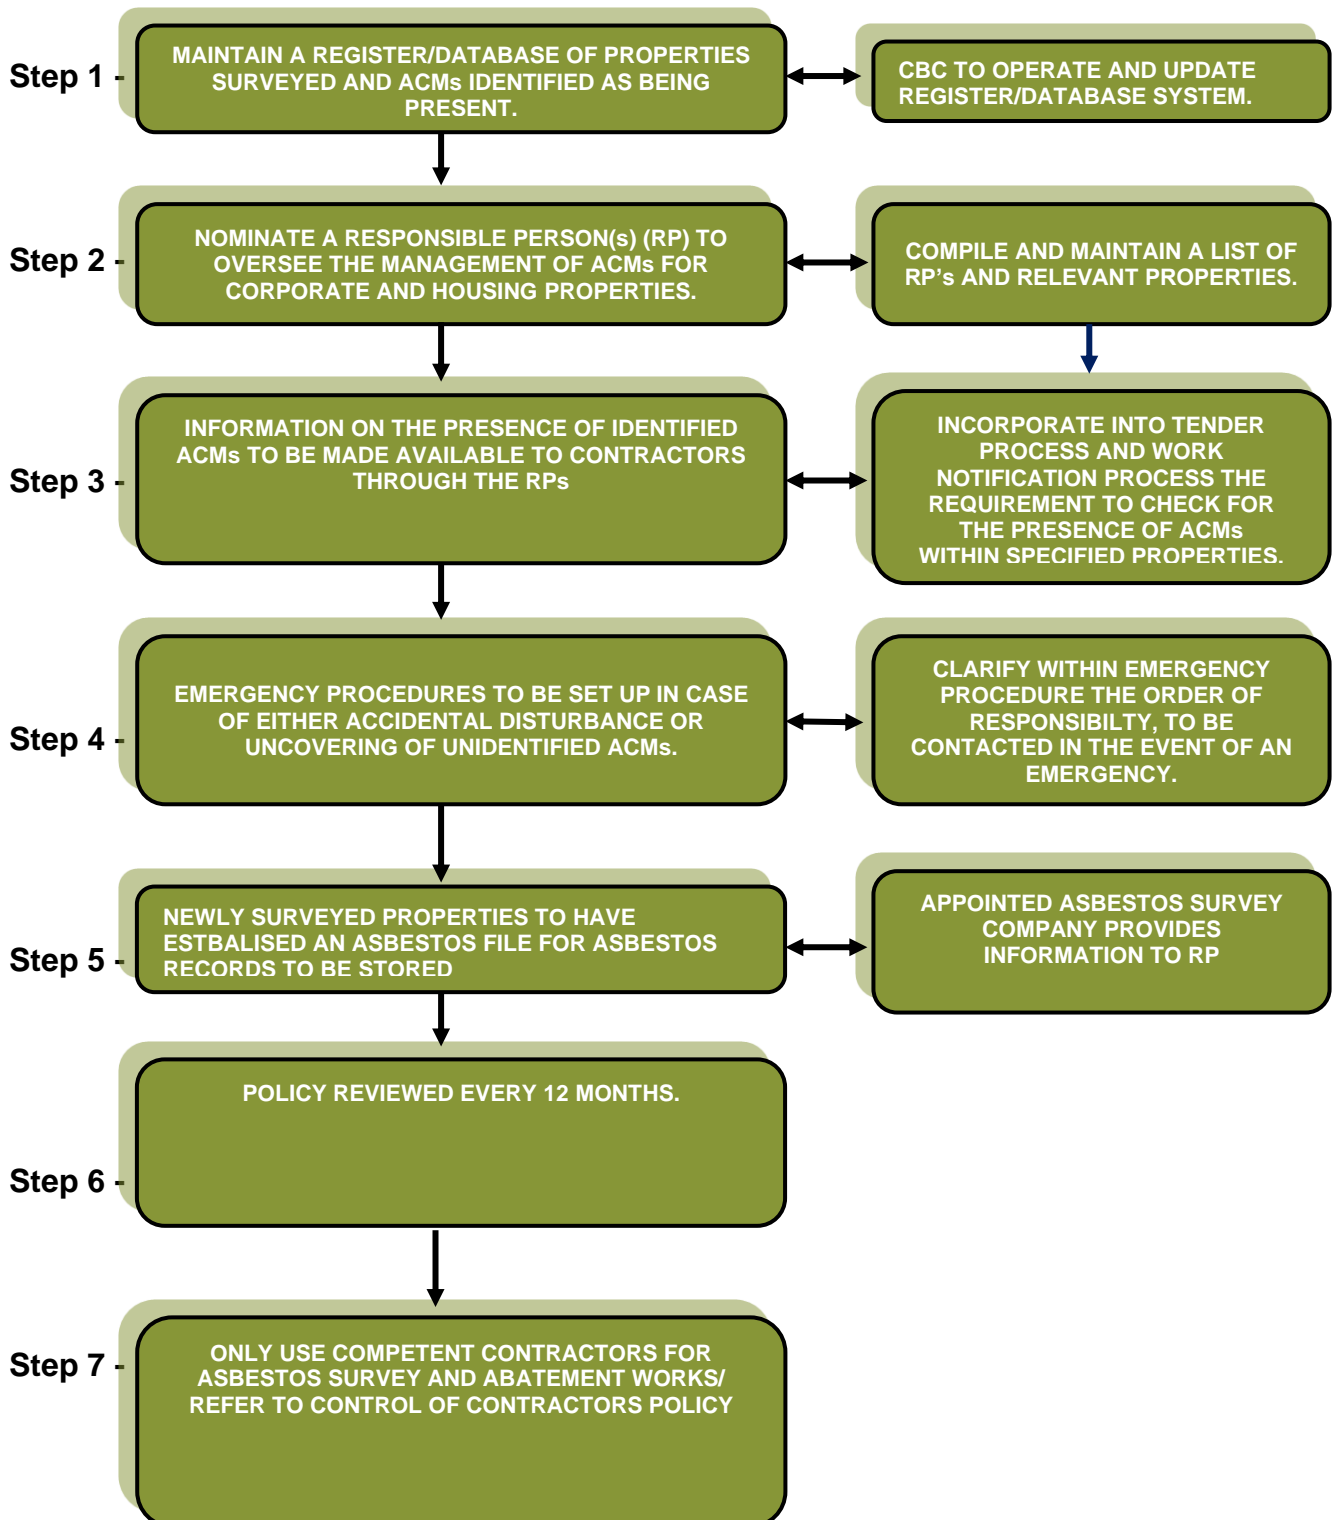 Step 1 -
MAINTAIN A REGISTER/DATABASE OF PROPERTIES
SURVEYED AND ACMs IDENTIFIED AS BEING
PRESENT.
CBC TO OPERATE AND UPDATE
REGISTER/DATABASE SYSTEM.
Step 2 -
NOMINATE A RESPONSIBLE PERSON(s) (RP) TO
OVERSEE THE MANAGEMENT OF ACMs FOR
CORPORATE AND HOUSING PROPERTIES.
COMPILE AND MAINTAIN A LIST OF
RP's AND RELEVANT PROPERTIES.
Step 3 -
INFORMATION ON THE PRESENCE OF IDENTIFIED
ACMs TO BE MADE AVAILABLE TO CONTRACTORS
THROUGH THE RPs
INCORPORATE INTO TENDER
PROCESS AND WORK
NOTIFICATION PROCESS THE
REQUIREMENT TO CHECK FOR
THE PRESENCE OF ACMs
WITHIN SPECIFIED PROPERTIES.
Step 4 -
EMERGENCY PROCEDURES TO BE SET UP IN CASE
OF EITHER ACCIDENTAL DISTURBANCE OR
UNCOVERING OF UNIDENTIFIED ACMs.
CLARIFY WITHIN EMERGENCY
PROCEDURE THE ORDER OF
RESPONSIBILTY, TO BE
CONTACTED IN THE EVENT OF AN
EMERGENCY.
Step 5 -
NEWLY SURVEYED PROPERTIES TO HAVE
ESTBALISED AN ASBESTOS FILE FOR ASBESTOS
RECORDS TO BE STORED
APPOINTED ASBESTOS SURVEY
COMPANY PROVIDES
INFORMATION TO RP
Step 6 -
POLICY REVIEWED EVERY 12 MONTHS.
Step 7 -
ONLY USE COMPETENT CONTRACTORS FOR
ASBESTOS SURVEY AND ABATEMENT WORKS/
REFER TO CONTROL OF CONTRACTORS POLICY